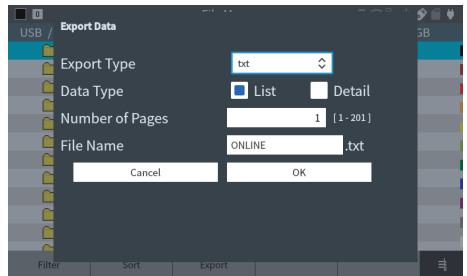 0
USB /
GB
Export Data
Export Type
txt
Data Type
List
Detail
Number of Pages
1 [ 1 - 201 ]
File Name
ONLINE .txt
Cancel
OK
Filter
Sort
Export